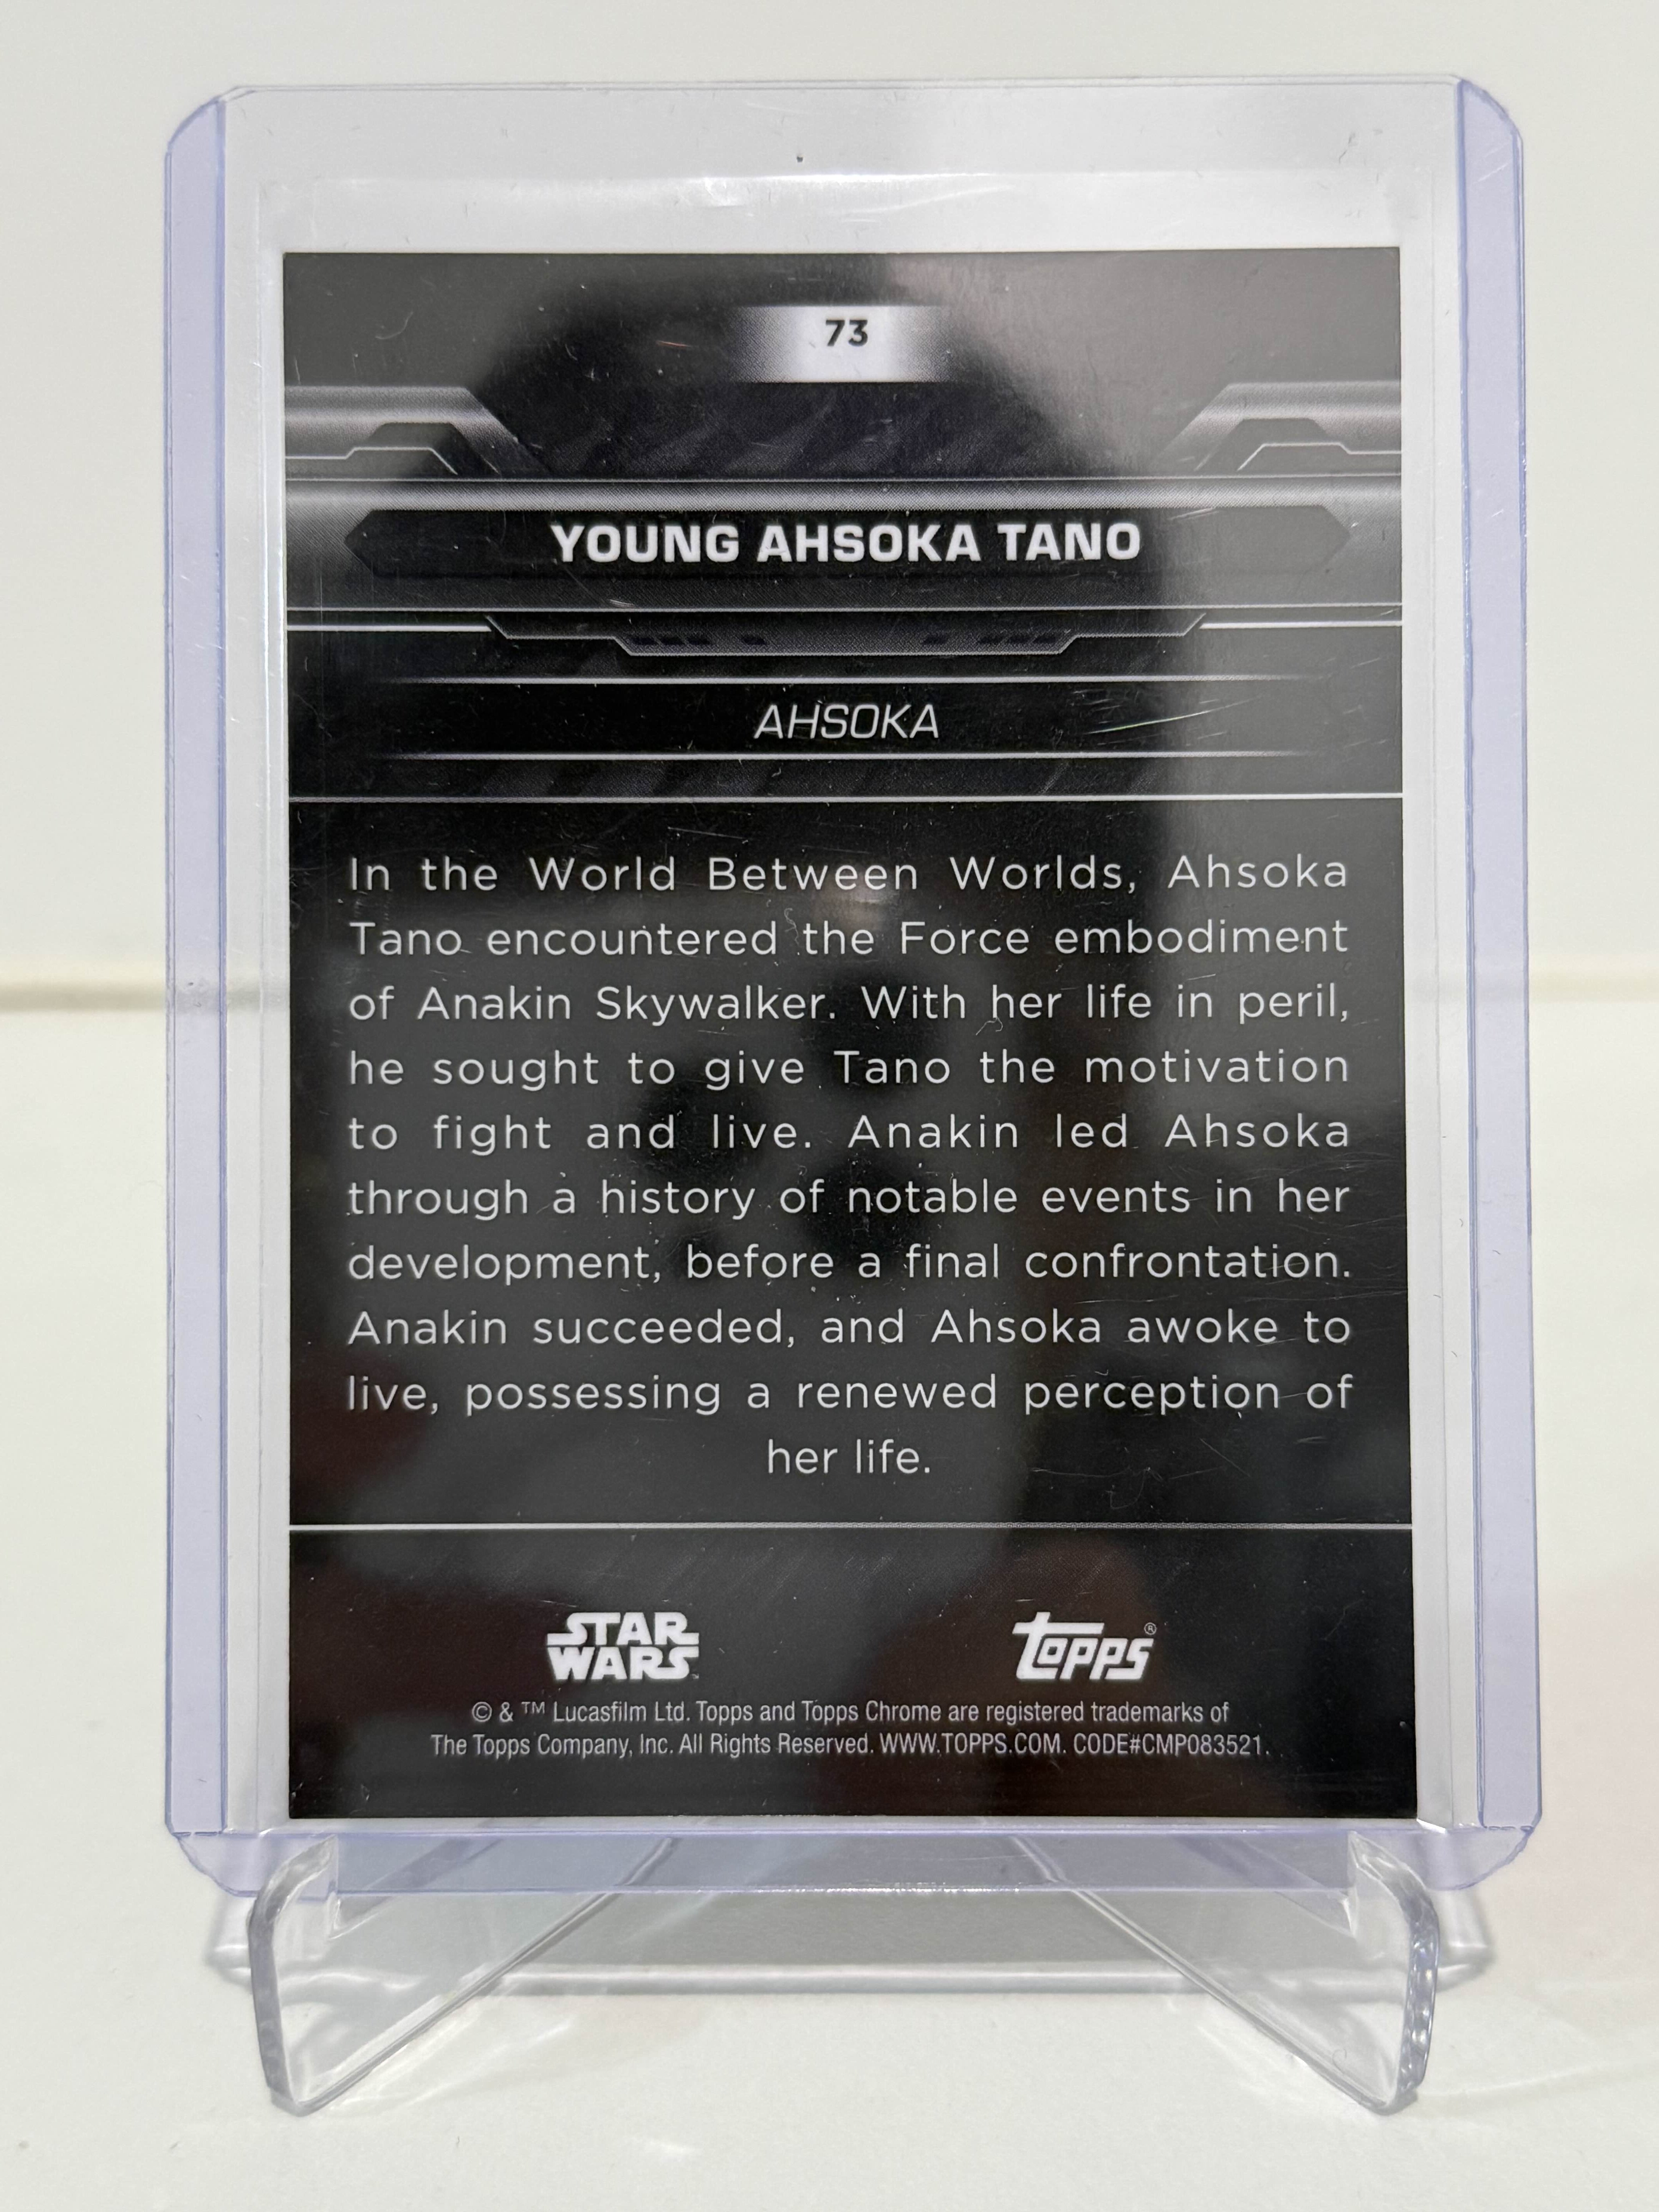 73
YOUNG AHSOKA TANO
AHSOKA
In the World Between Worlds, Ahsoka
Tano encountered the Force embodiment
of Anakin Skywalker. With her life in peril,
he sought to give Tano the motivation
to fight and live. Anakin led Ahsoka
through a history of notable events in her
development, before a final confrontation.
Anakin succeeded, and Ahsoka awoke to
live, possessing a renewed perception of
her life.
STAR
WARS
topps®
© & ™ Lucasfilm Ltd. Topps and Topps Chrome are registered trademarks of
The Topps Company, Inc. All Rights Reserved. WWW.TOPPS.COM. CODE#CMP083521.